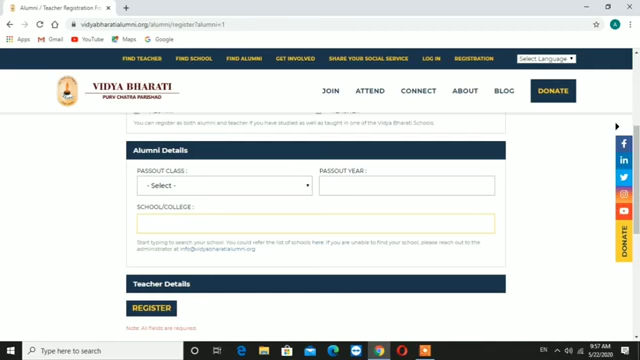 Alumni / Teacher Registration Fo
vidyabharatialumni.org/alumni/register?alumni=1
A
Apps Gmail YouTube Maps Google
FIND TEACHER FIND SCHOOL FIND ALUMNI GET INVOLVED SHARE YOUR SOCIAL SERVICE LOG IN REGISTRATION Select Language
VIDYA BHARATI
PURV CHATRA PARISHAD
JOIN ATTEND CONNECT ABOUT BLOG DONATE
You can register as both alumni and teacher if you have studied as well as taught in one of the Vidya Bharati Schools.
Alumni Details
PASSOUT CLASS : PASSOUT YEAR :
- Select -
SCHOOL/COLLEGE :
Start typing to search your school. You could refer the list of schools here. If you are unable to find your school, please reach out to the
administrator at info@vidyabharatialumni.org
Teacher Details
REGISTER
Note: All fields are required.
DONATE
Type here to search
EN
9:57 AM
5/22/2020